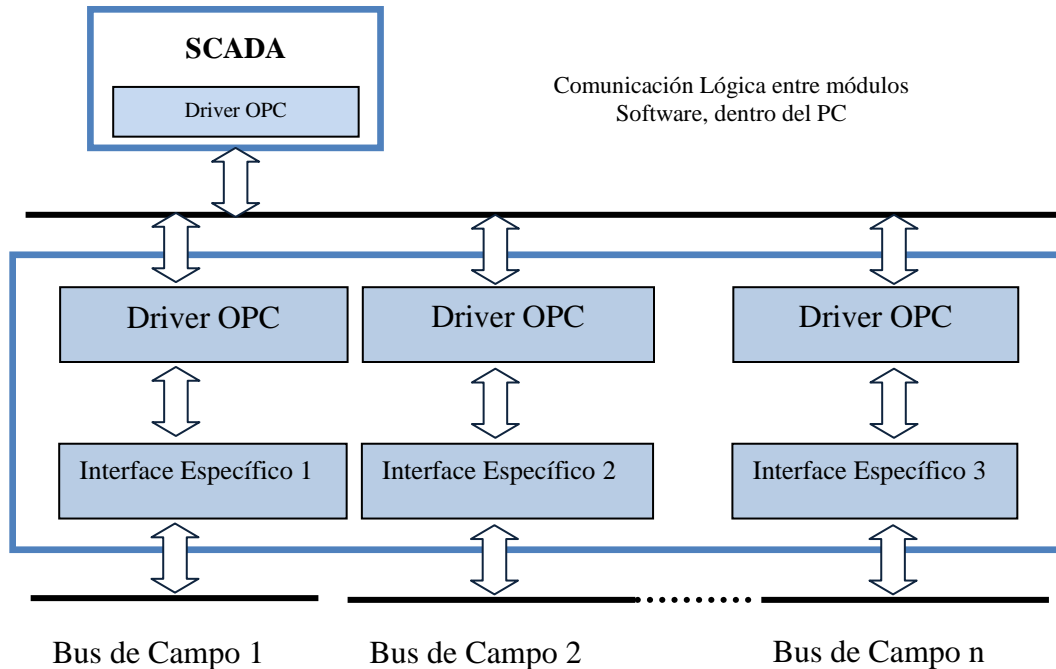 SCADA
Driver OPC
Comunicación Lógica entre módulos
Software, dentro del PC
Driver OPC
Driver OPC
Driver OPC
Interface Específico 1
Interface Específico 2
Interface Específico 3
Bus de Campo 1
Bus de Campo 2
Bus de Campo n